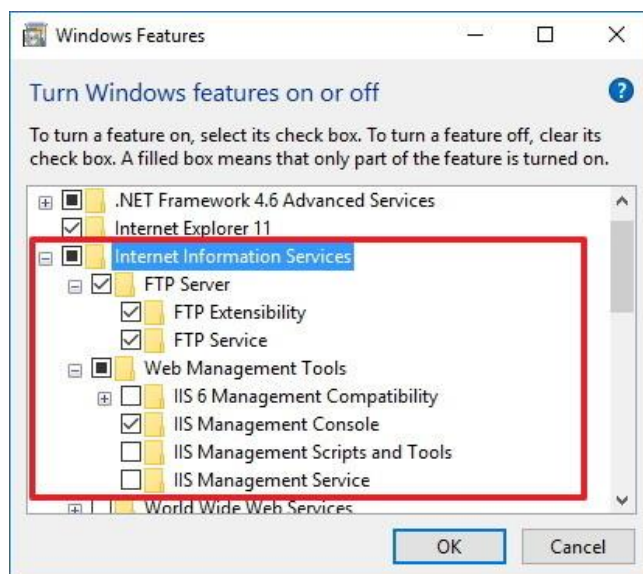 Windows Features
Turn Windows features on or off
?
To turn a feature on, select its check box. To turn a feature off, clear its
check box. A filled box means that only part of the feature is turned on.
.NET Framework 4.6 Advanced Services
Internet Explorer 11
Internet Information Services
FTP Server
FTP Extensibility
FTP Service
Web Management Tools
IIS 6 Management Compatibility
IIS Management Console
IIS Management Scripts and Tools
IIS Management Service
World Wide Web Services
OK
Cancel